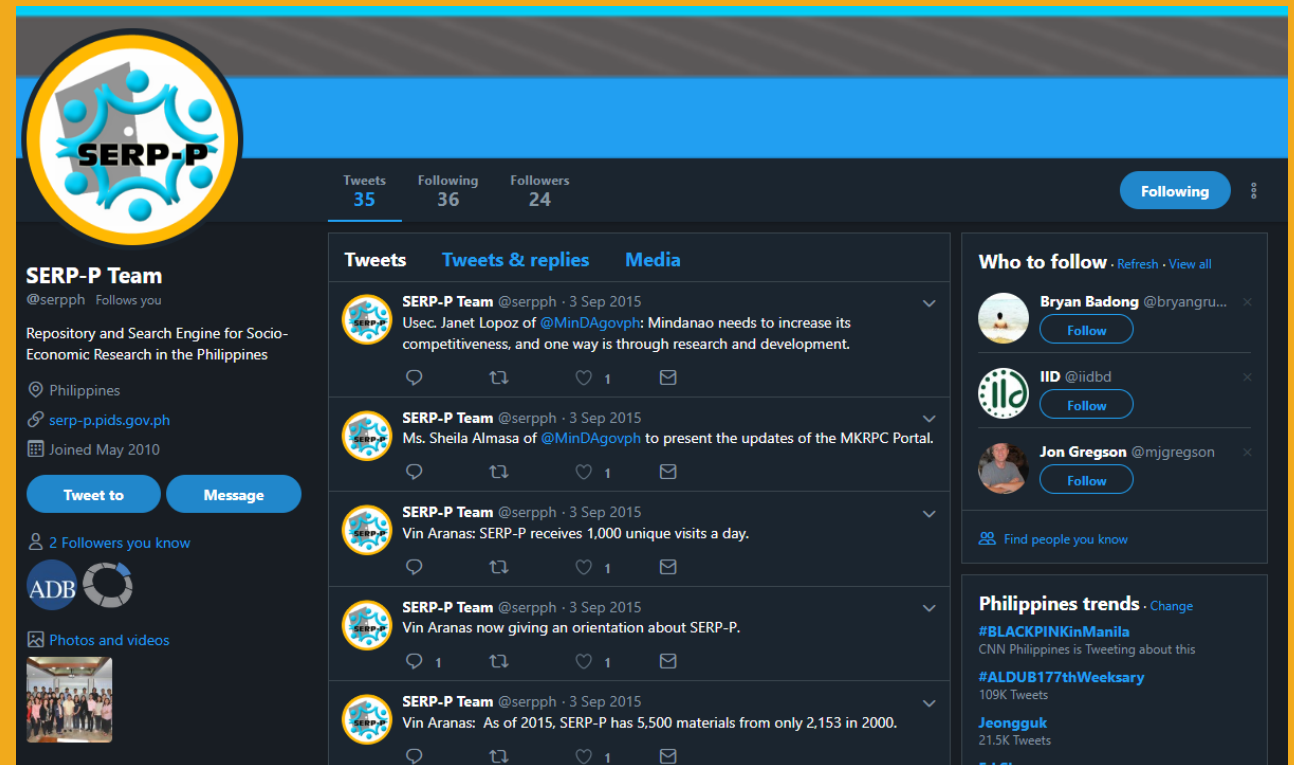 SERP-P
Tweets Following Followers
35 36 24
Following
SERP-P Team
@serpph Follows you
Repository and Search Engine for Socio-
Economic Research in the Philippines
Philippines
serp-p.pids.gov.ph
Joined May 2010
Tweet to Message
2 Followers you know
ADB
Photos and videos
Tweets Tweets & replies Media
SERP-P
SERP-P Team @serpph · 3 Sep 2015
Usec. Janet Lopoz of @MinDAgovph: Mindanao needs to increase its
competitiveness, and one way is through research and development.
1
SERP-P
SERP-P Team @serpph · 3 Sep 2015
Ms. Sheila Almasa of @MinDAgovph to present the updates of the MKRPC Portal.
1
SERP-P
SERP-P Team @serpph · 3 Sep 2015
Vin Aranas: SERP-P receives 1,000 unique visits a day.
1
SERP-P
SERP-P Team @serpph · 3 Sep 2015
Vin Aranas now giving an orientation about SERP-P.
1 1
SERP-P
SERP-P Team @serpph · 3 Sep 2015
Vin Aranas: As of 2015, SERP-P has 5,500 materials from only 2,153 in 2000.
1
Who to follow · Refresh · View all
Bryan Badong @bryangru...
Follow
iid
IID @iidbd
Follow
Jon Gregson @mjgregson
Follow
Find people you know
Philippines trends · Change
#BLACKPINKinManila
CNN Philippines is Tweeting about this
#ALDUB177thWeeksary
109K Tweets
Jeongguk
21.5K Tweets